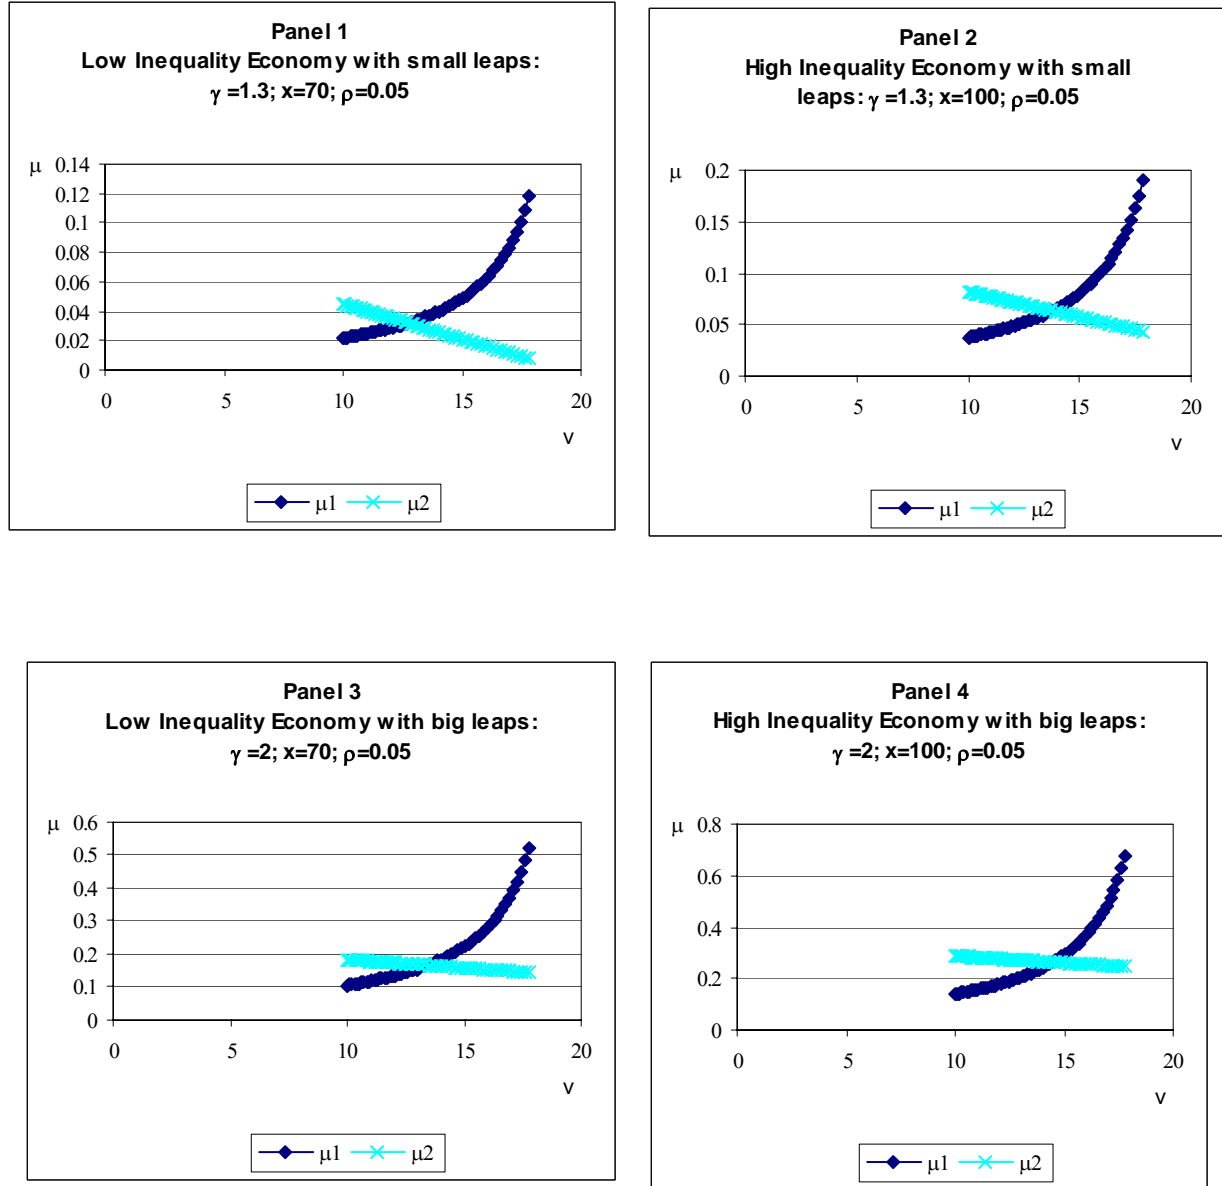 Panel 1
Low Inequality Economy with small leaps:
γ =1.3; x=70; ρ=0.05
μ
0.14
0.12
0.1
0.08
0.06
0.04
0.02
0
0 5 10 15 20
v
μ1 μ2
Panel 2
High Inequality Economy with small
leaps: γ =1.3; x=100; ρ=0.05
μ
0.2
0.15
0.1
0.05
0
0 5 10 15 20
v
μ1 μ2
Panel 3
Low Inequality Economy with big leaps:
γ =2; x=70; ρ=0.05
μ
0.6
0.5
0.4
0.3
0.2
0.1
0
0 5 10 15 20
v
μ1 μ2
Panel 4
High Inequality Economy with big leaps:
γ =2; x=100; ρ=0.05
μ
0.8
0.6
0.4
0.2
0
0 5 10 15 20
v
μ1 μ2